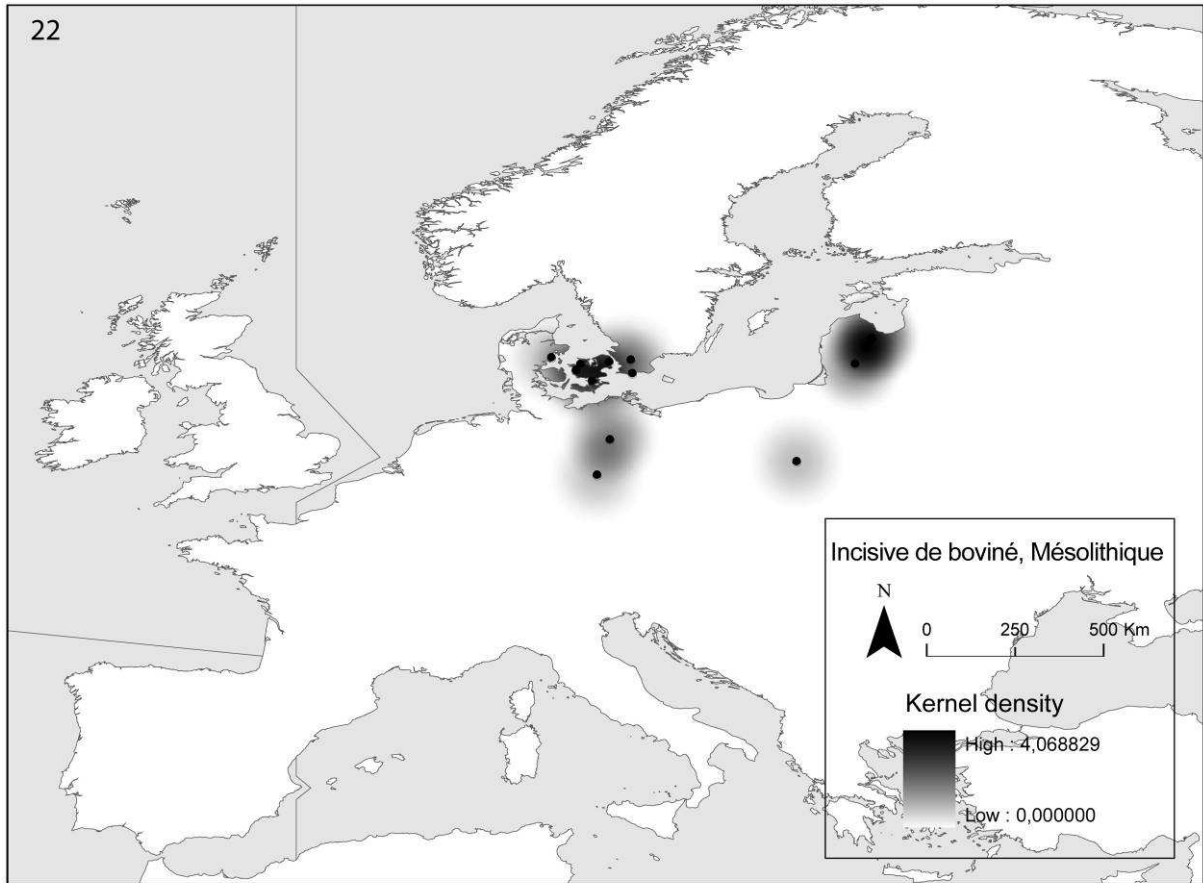 22
Incisive de boviné, Mésolithique
N
0 250 500 Km
Kernel density
High : 4,068829
Low : 0,000000